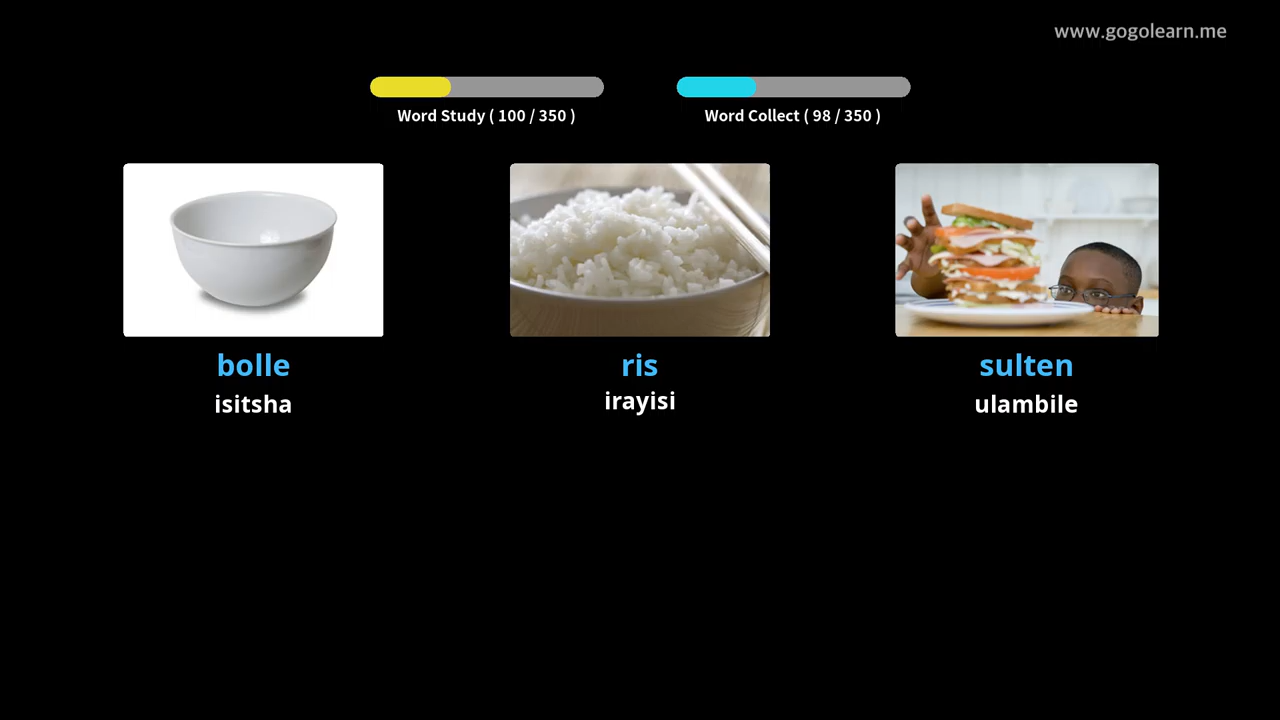 www.gogolearn.me
Word Study ( 100 / 350 )
Word Collect ( 98 / 350 )
bolle
ris
sulten
isitsha
irayisi
ulambile